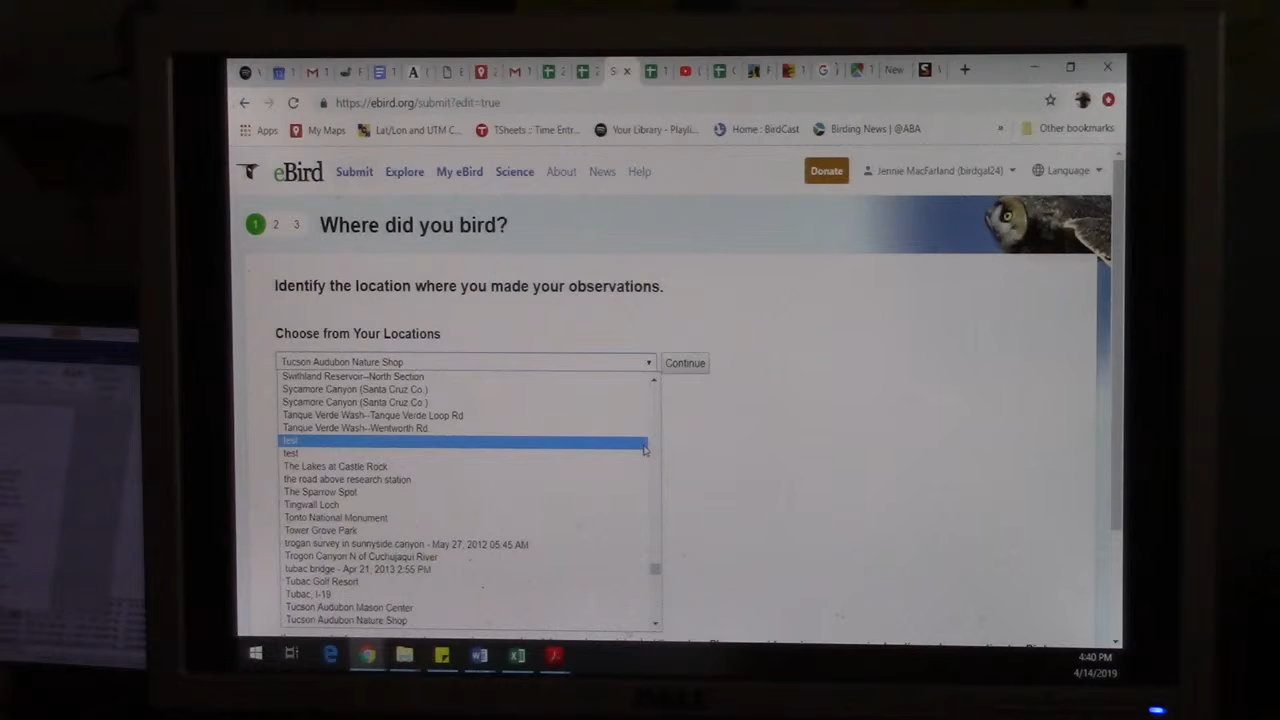 https://ebird.org/submit?edit=true
Apps My Maps Lat/Lon and UTM C... TSheets :: Time Entr... Your Library - Playli... Home : BirdCast Birding News | @ABA » Other bookmarks
eBird Submit Explore My eBird Science About News Help Donate Jennie MacFarland (birdgal24) Language
1 2 3 Where did you bird?
Identify the location where you made your observations.
Choose from Your Locations
Tucson Audubon Nature Shop Continue
Swithland Reservoir--North Section
Sycamore Canyon (Santa Cruz Co.)
Sycamore Canyon (Santa Cruz Co.)
Tanque Verde Wash--Tanque Verde Loop Rd
Tanque Verde Wash--Wentworth Rd.
test
test
The Lakes at Castle Rock
the road above research station
The Sparrow Spot
Tingwall Loch
Tonto National Monument
Tower Grove Park
trogan survey in sunnyside canyon - May 27, 2012 05:45 AM
Trogon Canyon N of Cuchujaqui River
tubac bridge - Apr 21, 2013 2:55 PM
Tubac Golf Resort
Tubac, I-19
Tucson Audubon Mason Center
Tucson Audubon Nature Shop
4:40 PM
4/14/2019
DELL